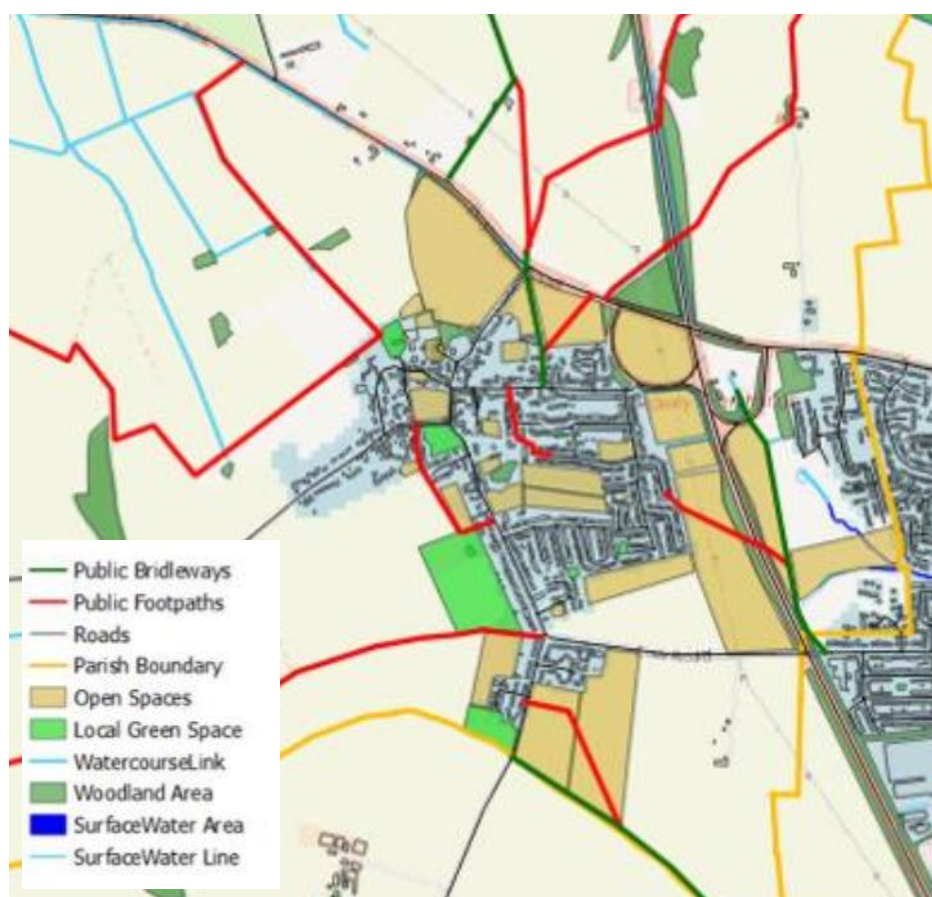 Public Bridleways
Public Footpaths
Roads
Parish Boundary
Open Spaces
Local Green Space
WatercourseLink
Woodland Area
SurfaceWater Area
SurfaceWater Line